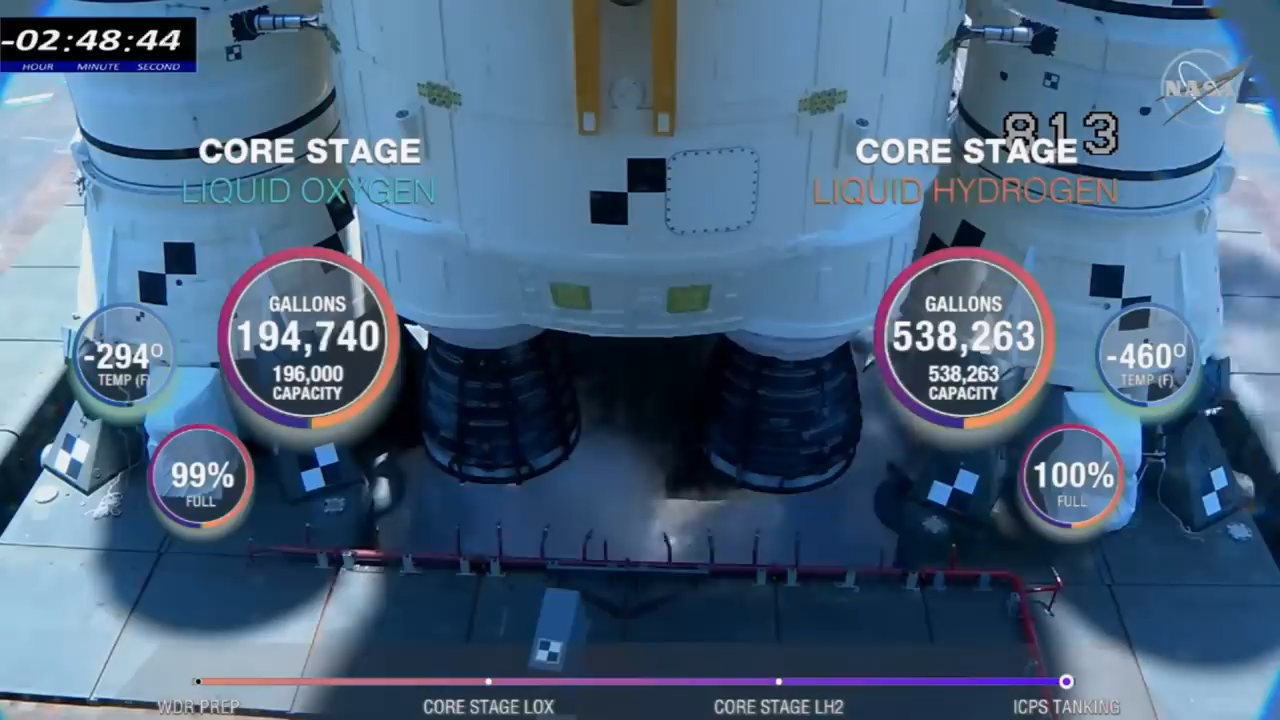 -02:48:44
HOUR MINUTE SECOND
NASA
813
CORE STAGE
LIQUID OXYGEN
CORE STAGE
LIQUID HYDROGEN
GALLONS
194,740
196,000
CAPACITY
-294°
TEMP (F)
99%
FULL
GALLONS
538,263
538,263
CAPACITY
-460°
TEMP (F)
100%
FULL
WDR PREP
CORE STAGE LOX
CORE STAGE LH2
ICPS TANKING